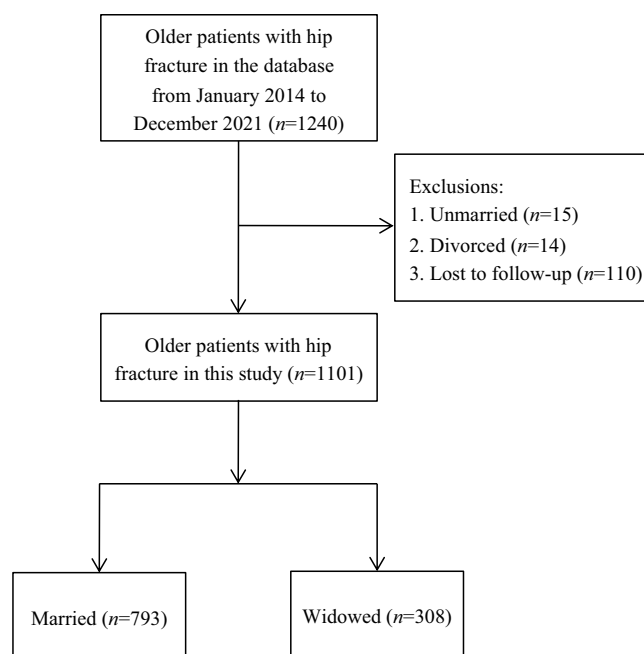 Older patients with hip
fracture in the database
from January 2014 to
December 2021 (n=1240)
Exclusions:
1. Unmarried (n=15)
2. Divorced (n=14)
3. Lost to follow-up (n=110)
Older patients with hip
fracture in this study (n=1101)
Married (n=793)
Widowed (n=308)